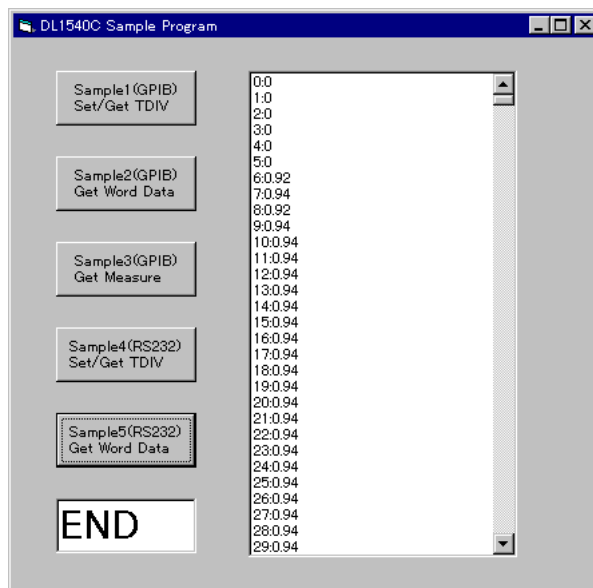 DL1540C Sample Program
Sample1(GPIB)
Set/Get TDIV
Sample2(GPIB)
Get Word Data
Sample3(GPIB)
Get Measure
Sample4(RS232)
Set/Get TDIV
Sample5(RS232)
Get Word Data
END
0:0
1:0
2:0
3:0
4:0
5:0
6:0.92
7:0.94
8:0.92
9:0.94
10:0.94
11:0.94
12:0.94
13:0.94
14:0.94
15:0.94
16:0.94
17:0.94
18:0.94
19:0.94
20:0.94
21:0.94
22:0.94
23:0.94
24:0.94
25:0.94
26:0.94
27:0.94
28:0.94
29:0.94